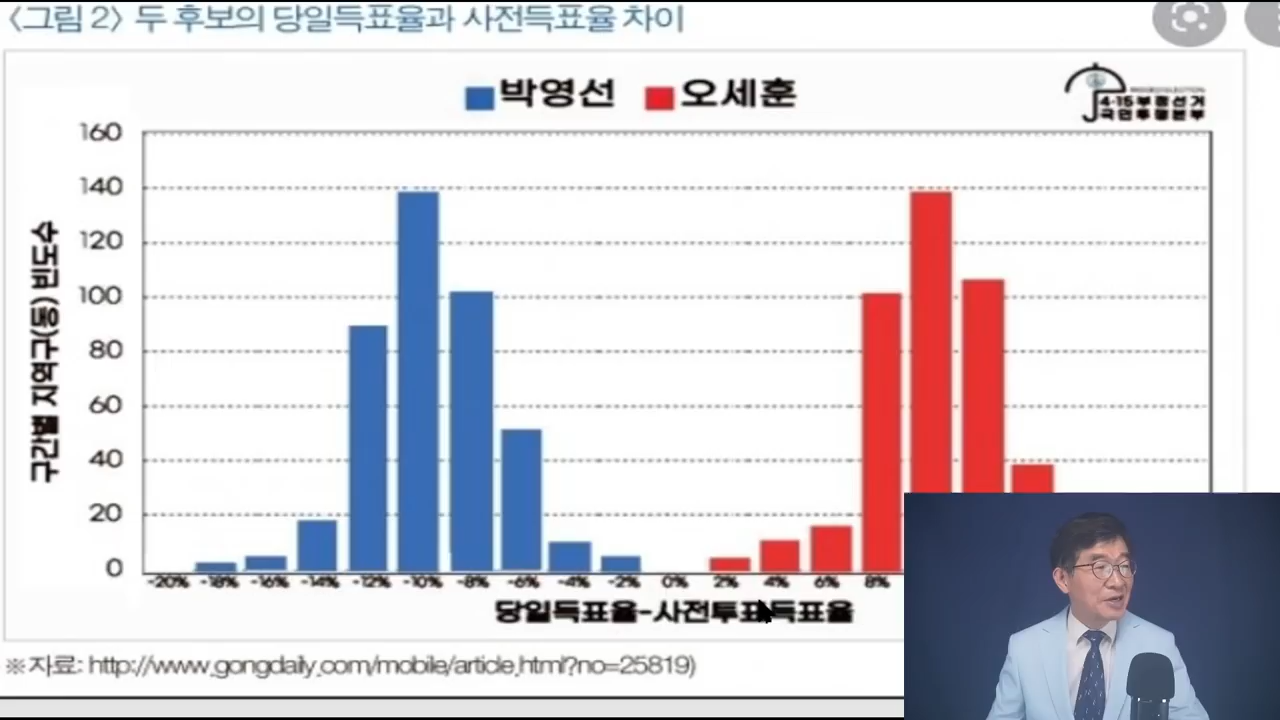 <그림 2> 두 후보의 당일득표율과 사전득표율 차이
박영선 오세훈
4·15부정선거
국민투쟁본부
구간별 지역구(동) 빈도수
160
140
120
100
80
60
40
20
0
-20% -18% -16% -14% -12% -10% -8% -6% -4% -2% 0% 2% 4% 6% 8%
당일득표율-사전투표득표율
※자료: http://www.gongdaily.com/mobile/article.html?no=25819)